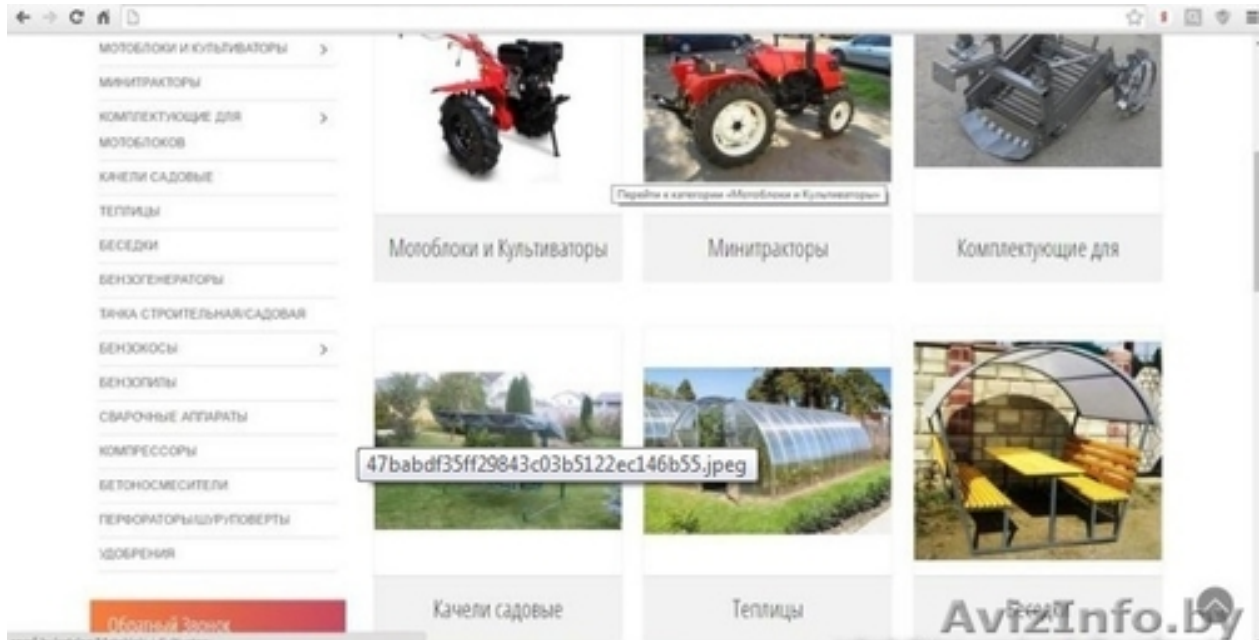 МОТОБЛОКИ И КУЛЬТИВАТОРЫ
МИНИТРАКТОРЫ
КОМПЛЕКТУЮЩИЕ ДЛЯ
МОТОБЛОКОВ
КАЧЕЛИ САДОВЫЕ
ТЕПЛИЦЫ
БЕСЕДКИ
БЕНЗОГЕНЕРАТОРЫ
ТАЧКА СТРОИТЕЛЬНАЯ/САДОВАЯ
БЕНЗОКОСЫ
БЕНЗОПИЛЫ
СВАРОЧНЫЕ АППАРАТЫ
КОМПРЕССОРЫ
БЕТОНОСМЕСИТЕЛИ
ПЕРФОРАТОРЫ/ШУРУПОВЕРТЫ
УДОБРЕНИЯ
Обратный Звонок
Перейти к категории «Мотоблоки и Культиваторы»
Мотоблоки и Культиваторы
Минитракторы
Комплектующие для
47babdf35ff29843c03b5122ec146b55.jpeg
Качели садовые
Теплицы
Беседки
AvizInfo.by